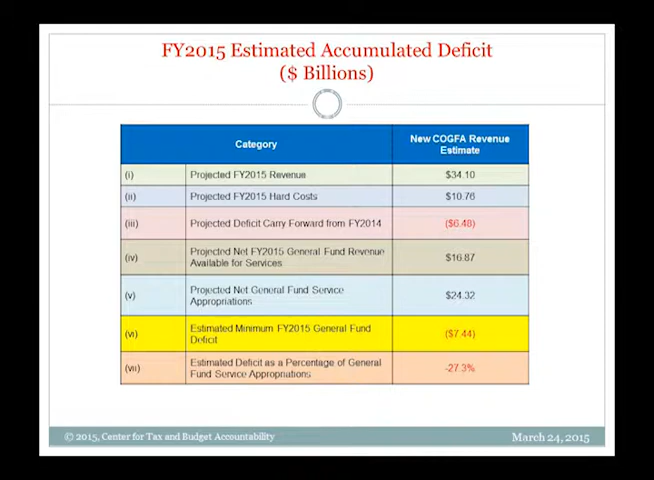 FY2015 Estimated Accumulated Deficit
($ Billions)
Category
New COGFA Revenue
Estimate
(i) Projected FY2015 Revenue $34.10
(ii) Projected FY2015 Hard Costs $10.76
(iii) Projected Deficit Carry Forward from FY2014 ($6.48)
(iv) Projected Net FY2015 General Fund Revenue
Available for Services $16.87
(v) Projected Net General Fund Service
Appropriations $24.32
(vi) Estimated Minimum FY2015 General Fund
Deficit ($7.44)
(vii) Estimated Deficit as a Percentage of General
Fund Service Appropriations -27.3%
© 2015, Center for Tax and Budget Accountability
March 24, 2015